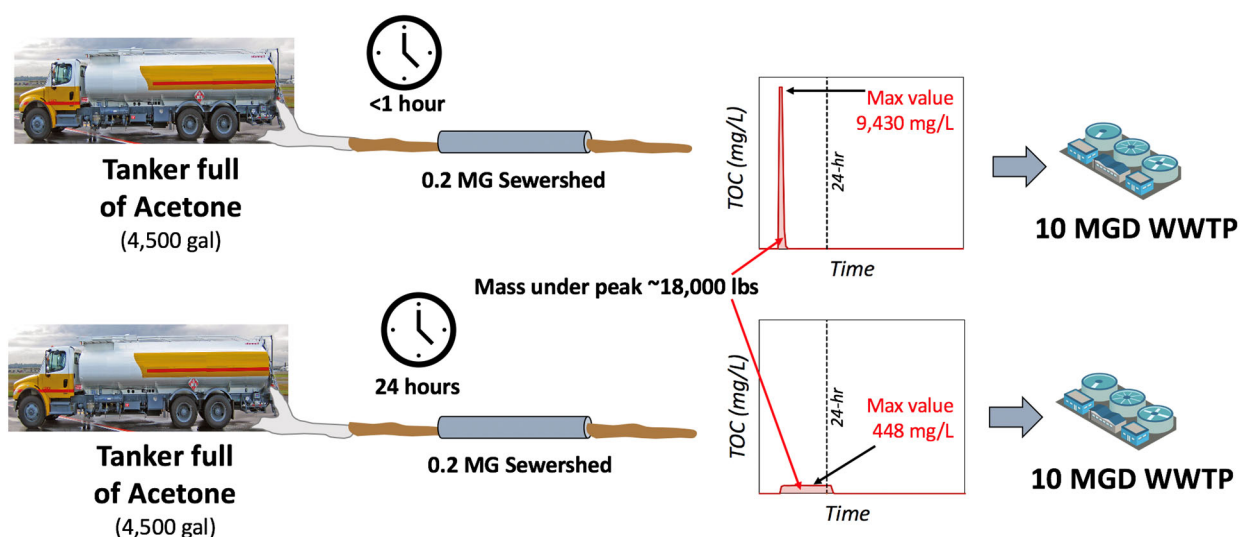 <1 hour
Tanker full
of Acetone
(4,500 gal)
0.2 MG Sewershed
TOC (mg/L)
Max value
9,430 mg/L
24-hr
Time
10 MGD WWTP
Mass under peak ~18,000 lbs
24 hours
Tanker full
of Acetone
(4,500 gal)
0.2 MG Sewershed
TOC (mg/L)
Max value
448 mg/L
24-hr
Time
10 MGD WWTP